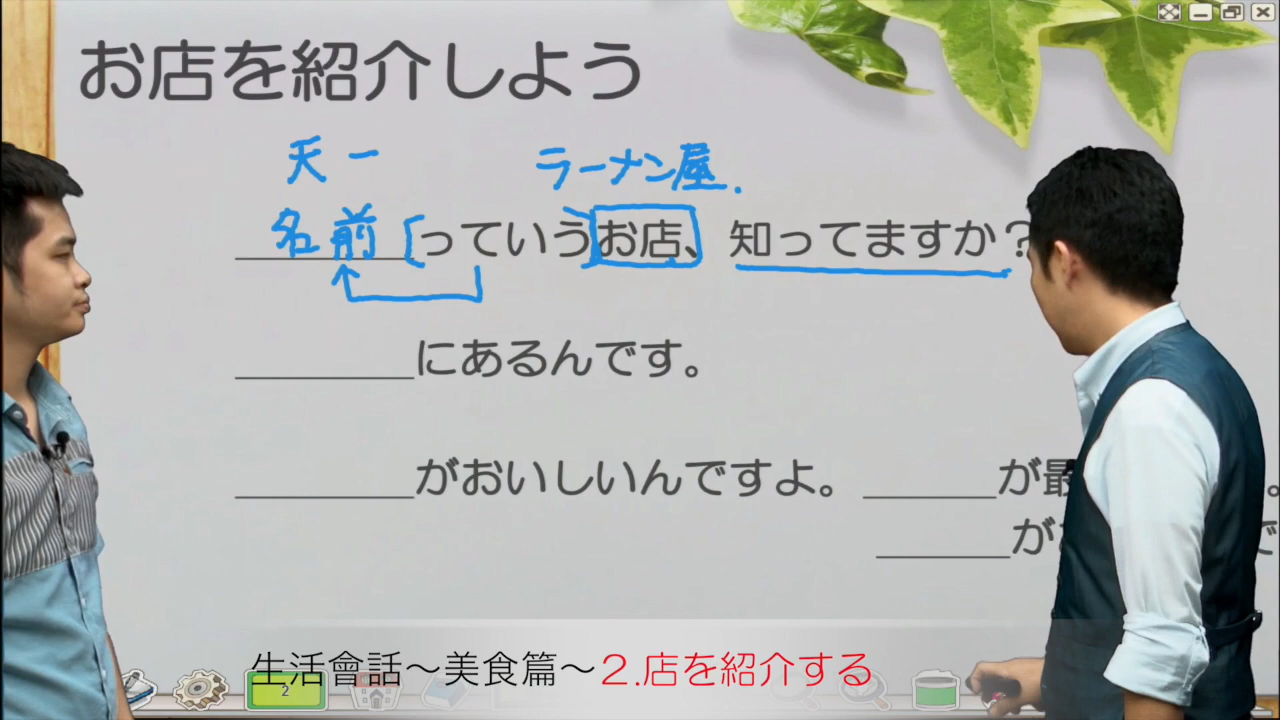 お店を紹介しよう
天一 ラーメン屋.
名前 っていうお店、知ってますか?
にあるんです。
がおいしいんですよ。 が最
が
生活會話～美食篇～2.店を紹介する
2